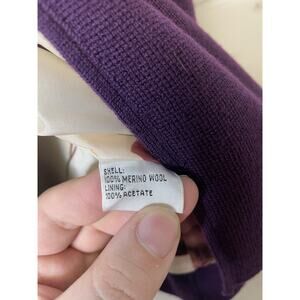 SHELL:
100% MERINO WOOL
LINING:
100% ACETATE